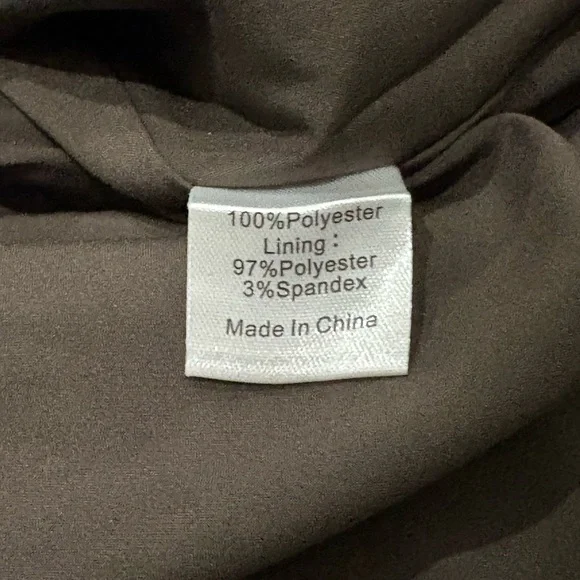 100%Polyester
Lining :
97%Polyester
3%Spandex
Made In China